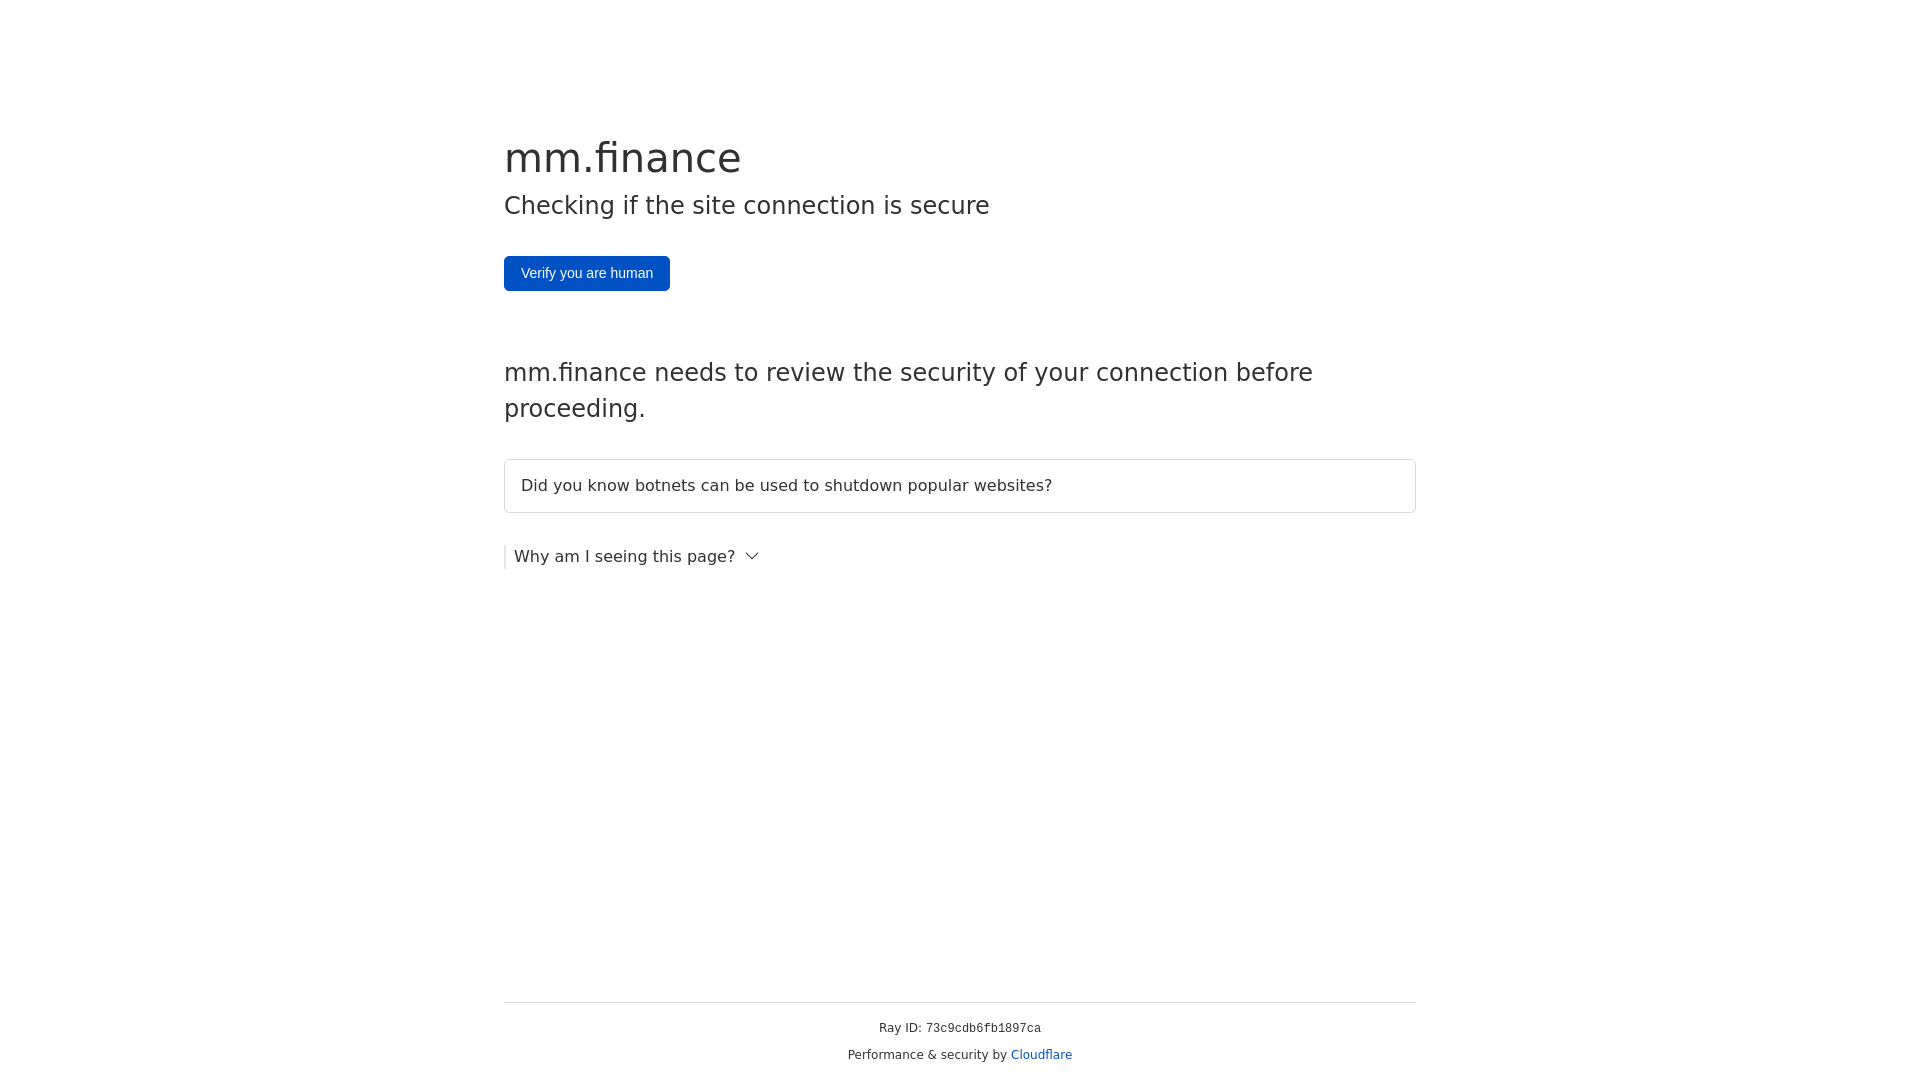 mm.finance
Checking if the site connection is secure
Verify you are human
mm.finance needs to review the security of your connection before
proceeding.
Did you know botnets can be used to shutdown popular websites?
Why am I seeing this page?
Ray ID: 73c9cdb6fb1897ca
Performance & security by Cloudflare